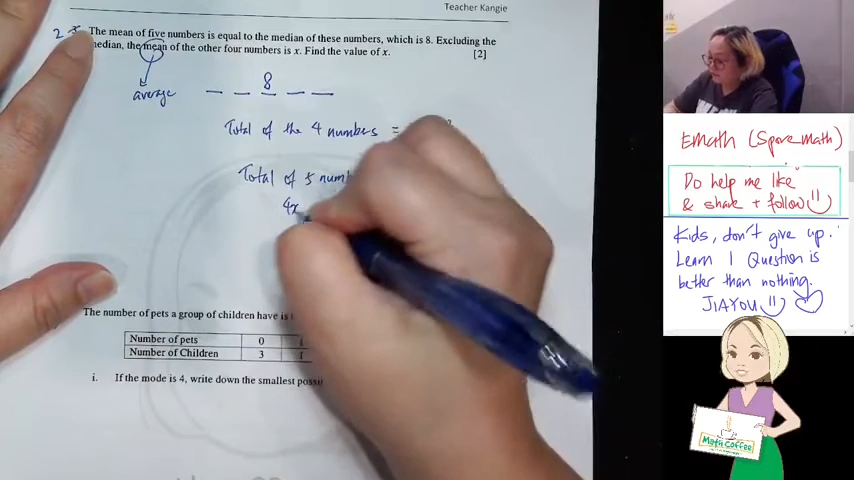 Teacher Kangie
The mean of five numbers is equal to the median of these numbers, which is 8. Excluding the
median, the mean of the other four numbers is x. Find the value of x.
[2]
average
8
Total of the 4 numbers =
Total of 5
4x
The number of pets a group of children have is
Number of pets 0
Number of Children 3
i. If the mode is 4, write down the smallest
EMath (Spore math)
Do help me like
& share + follow
Kids, don't give up.
Learn 1 Question is
better than nothing.
JIAYOU
Math Coffee